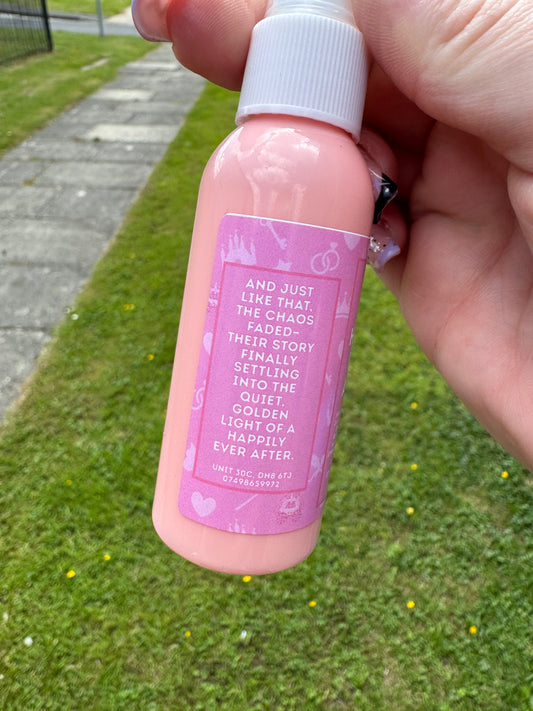 AND JUST
LIKE THAT,
THE CHAOS
FADED–
THEIR STORY
FINALLY
SETTLING
INTO THE
QUIET,
GOLDEN
LIGHT OF A
HAPPILY
EVER AFTER.
UNIT 30C, DH8 6TJ
07498659972